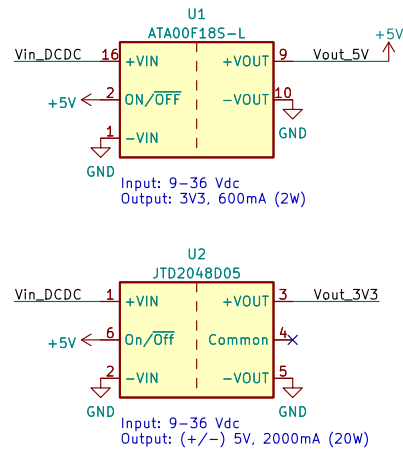 U1
ATA00F18S-L
Vin_DCDC 16 +VIN +VOUT 9 Vout_5V +5V
+5V 2 ON/OFF -VOUT 10 GND
1 -VIN
GND
Input: 9-36 Vdc
Output: 3V3, 600mA (2W)
U2
JTD2048D05
Vin_DCDC 1 +VIN +VOUT 3 Vout_3V3
+5V 6 On/Off Common 4
2 -VIN -VOUT 5
GND GND
Input: 9-36 Vdc
Output: (+/-) 5V, 2000mA (20W)